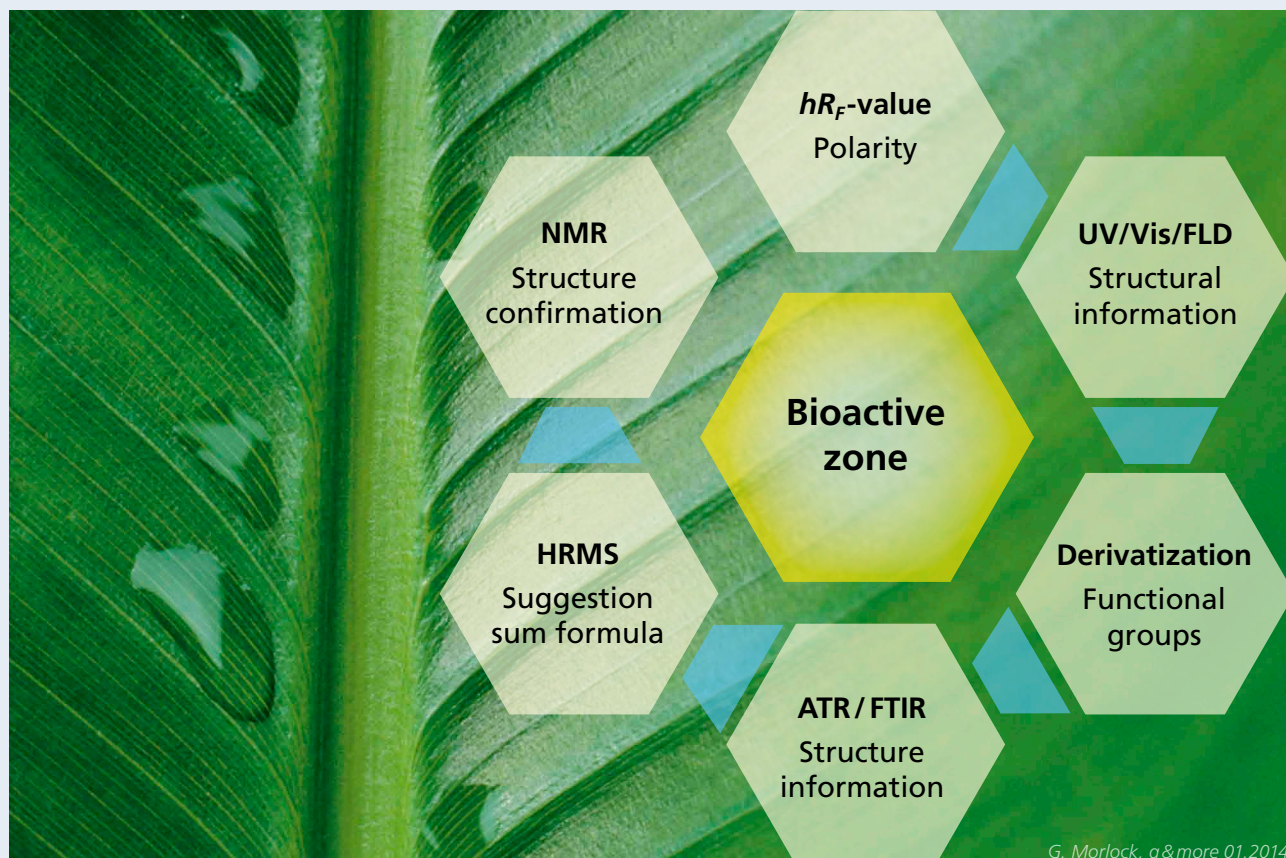 hRF-value
Polarity
UV/Vis/FLD
Structural
information
Derivatization
Functional
groups
ATR / FTIR
Structure
information
HRMS
Suggestion
sum formula
NMR
Structure
confirmation
Bioactive
zone
G. Morlock, q&more 01.2014